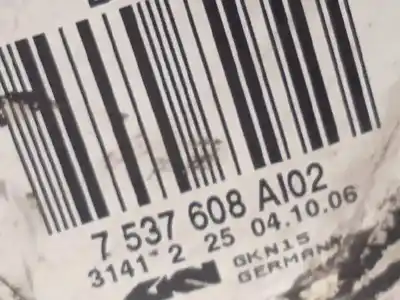 7 537 608 AI02
3141 2 25 04.10.06
GKN15
GERMANY